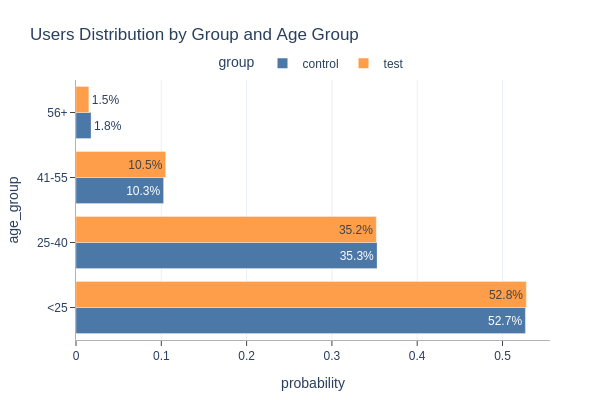 Users Distribution by Group and Age Group
group control test
56+
1.5%
1.8%
41-55
10.5%
10.3%
25-40
35.2%
35.3%
<25
52.8%
52.7%
0 0.1 0.2 0.3 0.4 0.5
probability
age_group